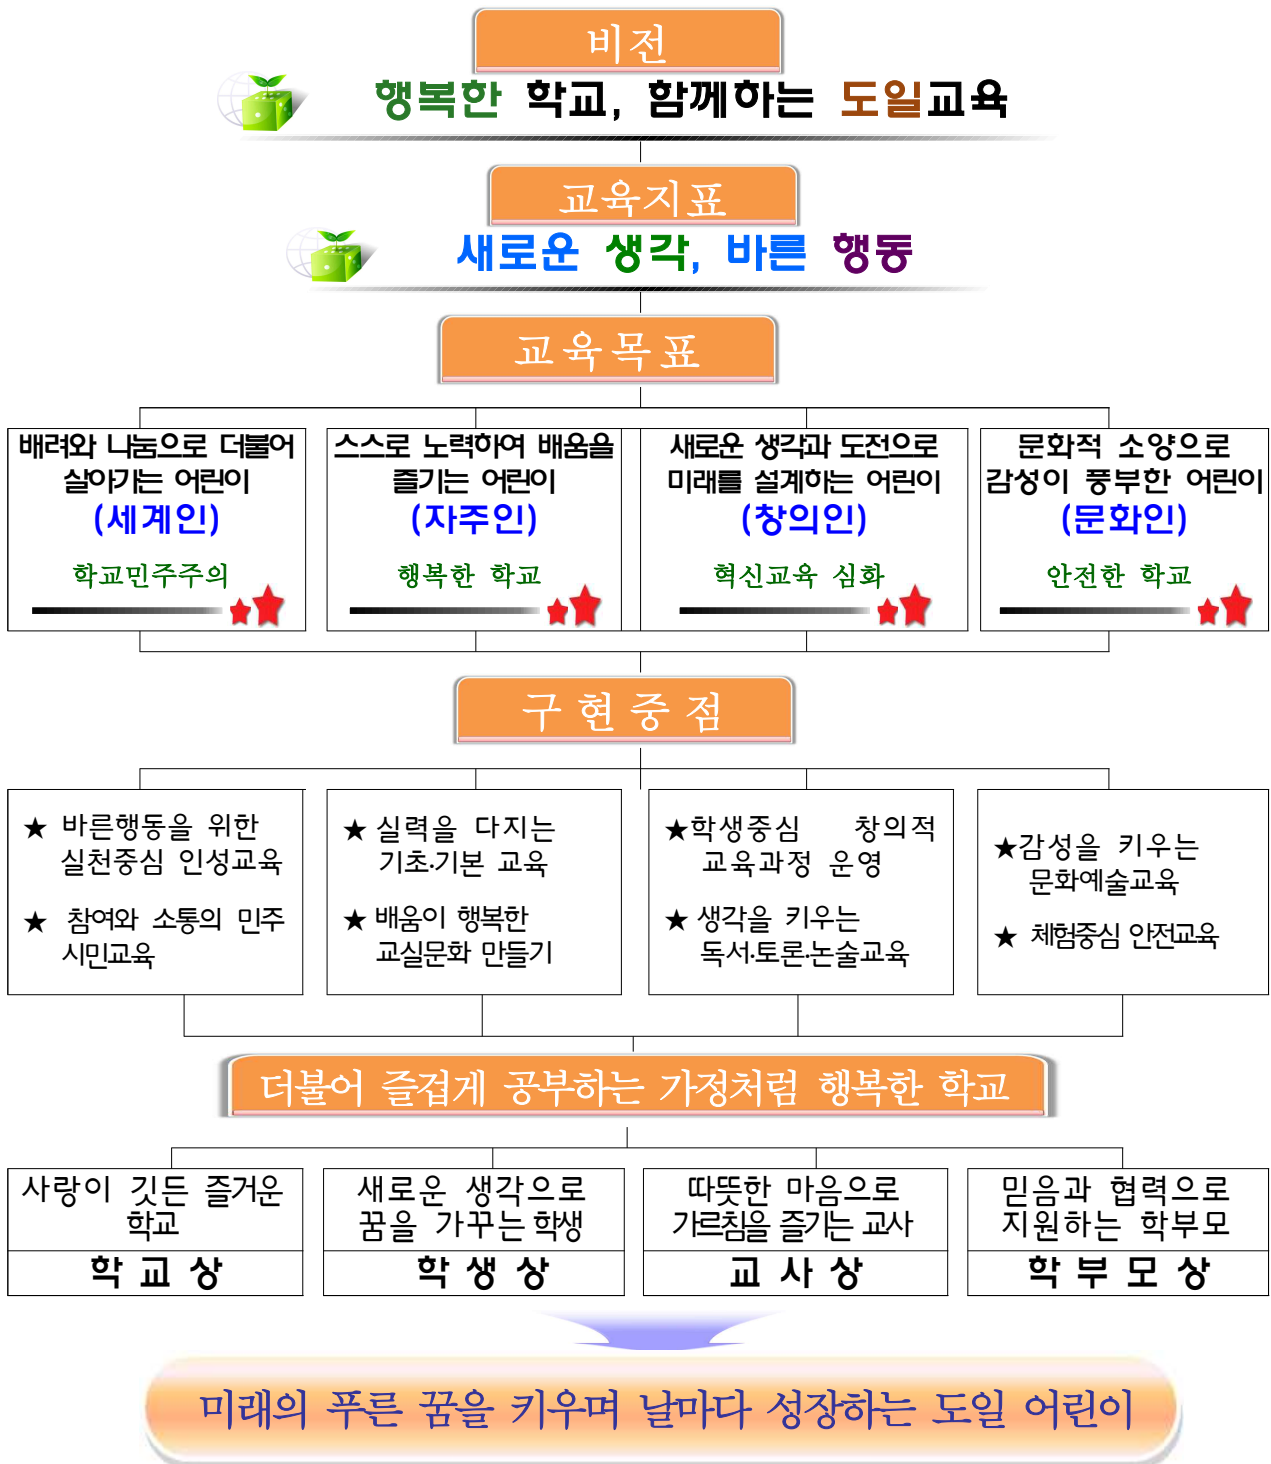 비전
행복한 학교, 함께하는 도일교육
교육지표
새로운 생각, 바른 행동
교육목표
배려와 나눔으로 더불어
살아가는 어린이
(세계인)
학교민주주의
스스로 노력하여 배움을
즐기는 어린이
(자주인)
행복한 학교
새로운 생각과 도전으로
미래를 설계하는 어린이
(창의인)
혁신교육 심화
문화적 소양으로
감성이 풍부한 어린이
(문화인)
안전한 학교
구현중점
★ 바른행동을 위한
실천중심 인성교육
★ 참여와 소통의 민주
시민교육
★ 실력을 다지는
기초·기본 교육
★ 배움이 행복한
교실문화 만들기
★학생중심 창의적
교육과정 운영
★ 생각을 키우는
독서·토론·논술교육
★감성을 키우는
문화예술교육
★ 체험중심 안전교육
더불어 즐겁게 공부하는 가정처럼 행복한 학교
사랑이 깃든 즐거운
학교
학교상
새로운 생각으로
꿈을 가꾸는 학생
학생상
따뜻한 마음으로
가르침을 즐기는 교사
교사상
믿음과 협력으로
지원하는 학부모
학부모상
미래의 푸른 꿈을 키우며 날마다 성장하는 도일 어린이